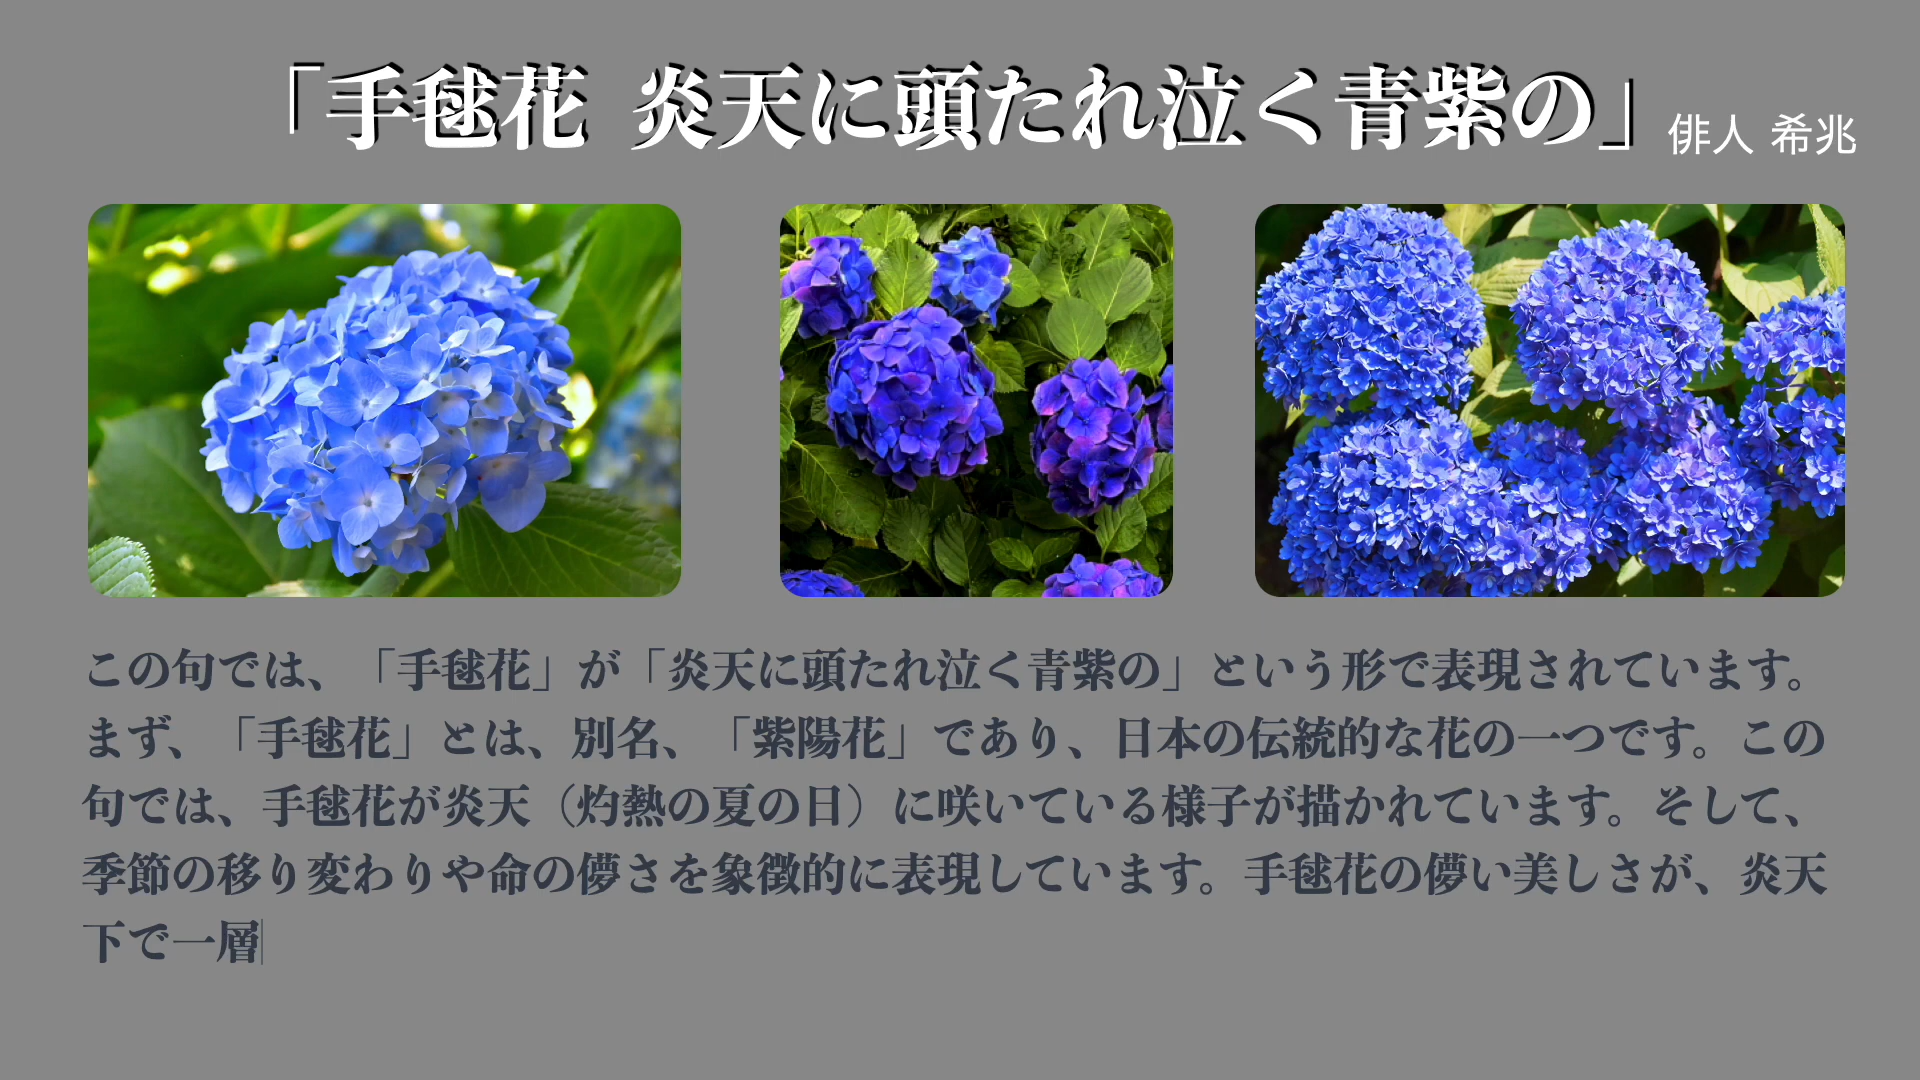 「手毬花 炎天に頭たれ泣く青紫の」俳人 希兆
この句では、「手毬花」が「炎天に頭たれ泣く青紫の」という形で表現されています。
まず、「手毬花」とは、別名、「紫陽花」であり、日本の伝統的な花の一つです。この
句では、手毬花が炎天（灼熱の夏の日）に咲いている様子が描かれています。そして、
季節の移り変わりや命の儚さを象徴的に表現しています。手毬花の儚い美しさが、炎天
下で一層